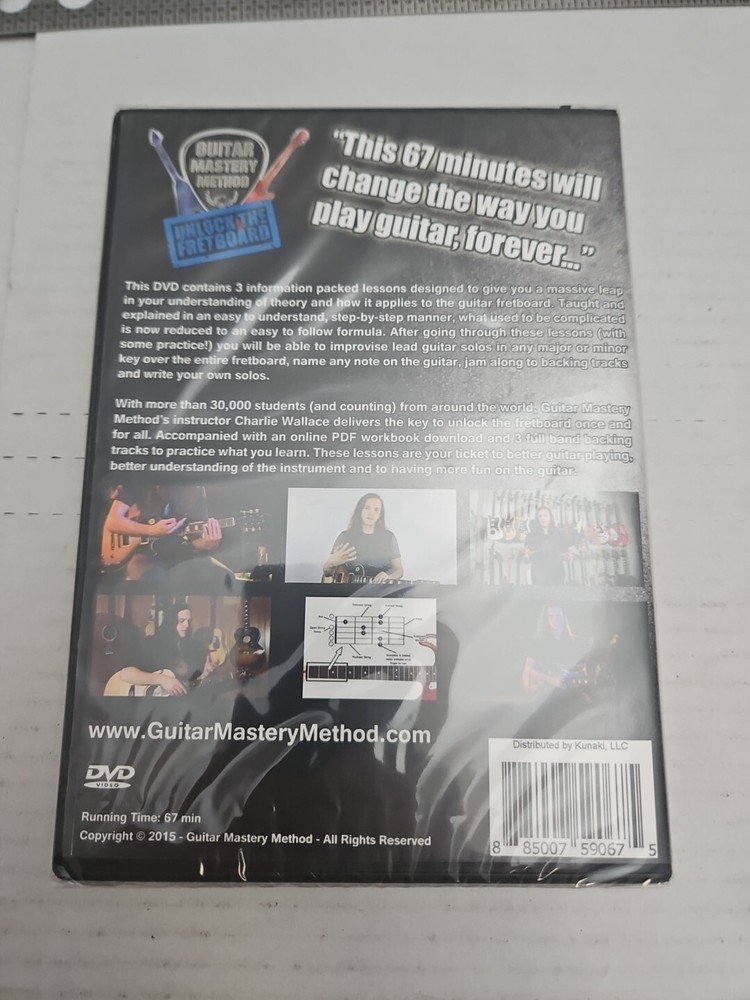 GUITAR
MASTERY
METHOD
UNLOCK THE
FRETBOARD
"This 67 minutes will
change the way you
play guitar, forever..."
This DVD contains 3 information packed lessons designed to give you a massive leap
in your understanding of theory and how it applies to the guitar fretboard. Taught and
explained in an easy to understand, step-by-step manner, what used to be complicated
is now reduced to an easy to follow formula. After going through these lessons (with
some practice!) you will be able to improvise lead guitar solos in any major or minor
key over the entire fretboard, name any note on the guitar, jam along to backing tracks
and write your own solos.
With more than 30,000 students (and counting) from around the world, Guitar Mastery
Method's instructor Charlie Wallace delivers the key to unlock the fretboard once and
for all. Accompanied with an online PDF workbook download and 3 full band backing
tracks to practice what you learn. These lessons are your ticket to better guitar playing,
better understanding of the instrument and to having more fun on the guitar.
www.GuitarMasteryMethod.com
Distributed by Kunaki, LLC
DVD
VIDEO
8 85007 59067 5
Running Time: 67 min
Copyright © 2015 - Guitar Mastery Method - All Rights Reserved